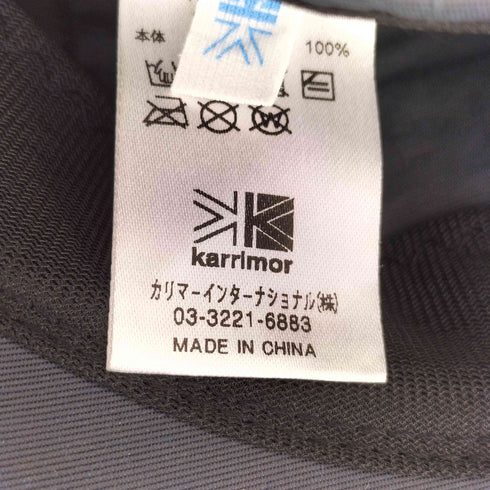 本体 100%
karrimor
カリマーインターナショナル(株)
03-3221-6883
MADE IN CHINA